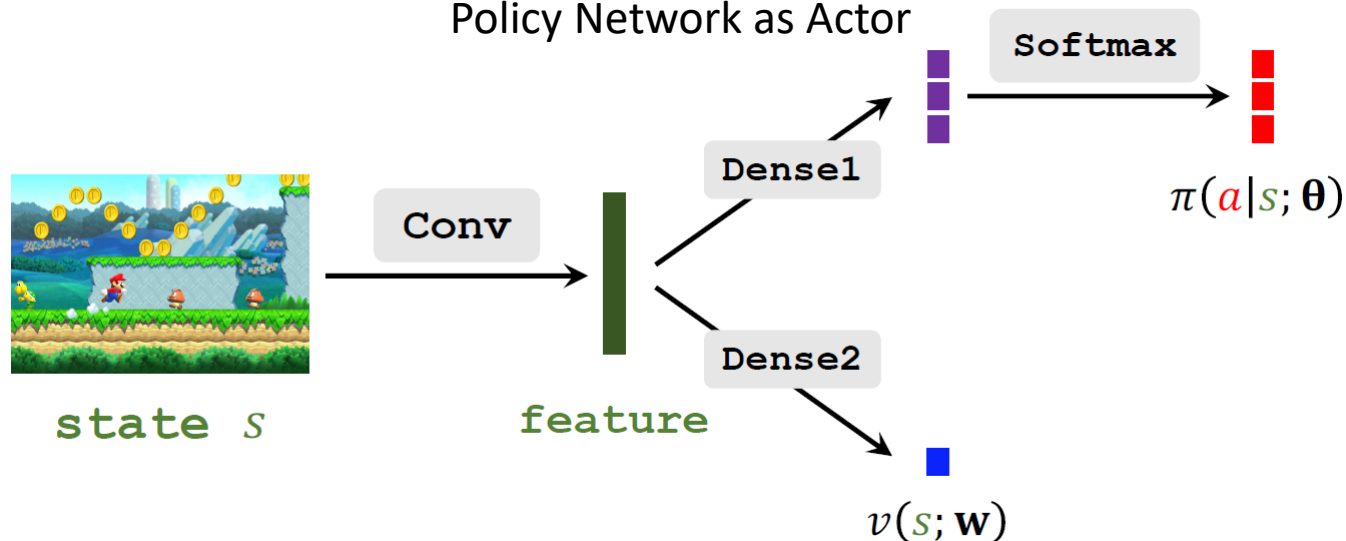 Policy Network as Actor
Softmax
Dense1
π(a|s; θ)
Conv
Dense2
state s
feature
v(s; w)